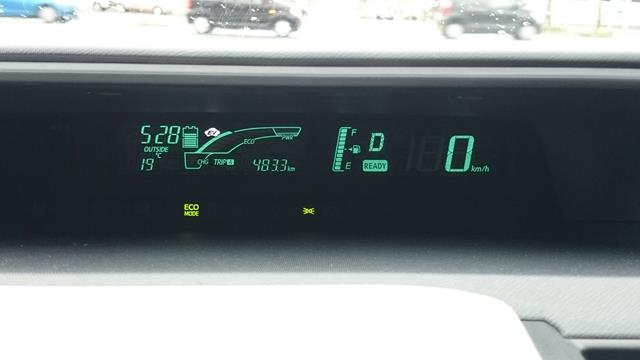 5:28
OUTSIDE
19 °C
ECO
PWR
CHG TRIP A 483.3 km
F
E
D
READY
0 km/h
ECO
MODE